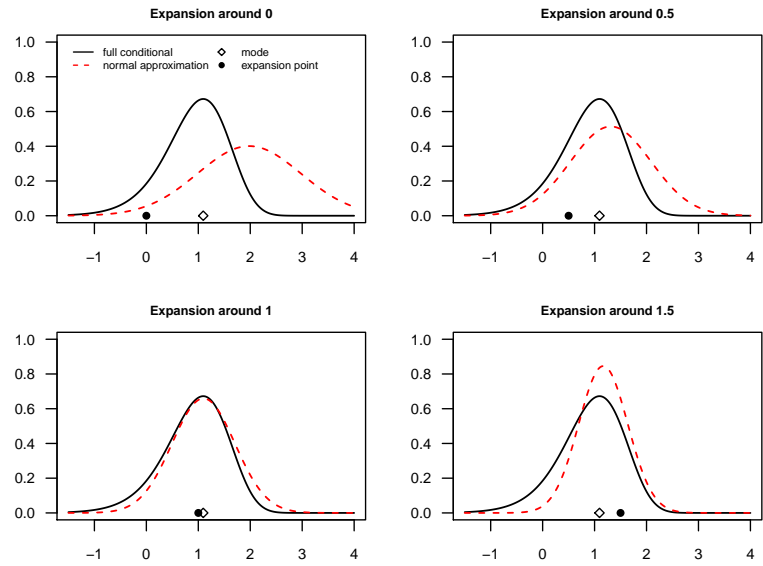 Expansion around 0
1.0
0.8
0.6
0.4
0.2
0.0
full conditional
normal approximation
mode
expansion point
−1 0 1 2 3 4
Expansion around 0.5
1.0
0.8
0.6
0.4
0.2
0.0
−1 0 1 2 3 4
Expansion around 1
1.0
0.8
0.6
0.4
0.2
0.0
−1 0 1 2 3 4
Expansion around 1.5
1.0
0.8
0.6
0.4
0.2
0.0
−1 0 1 2 3 4